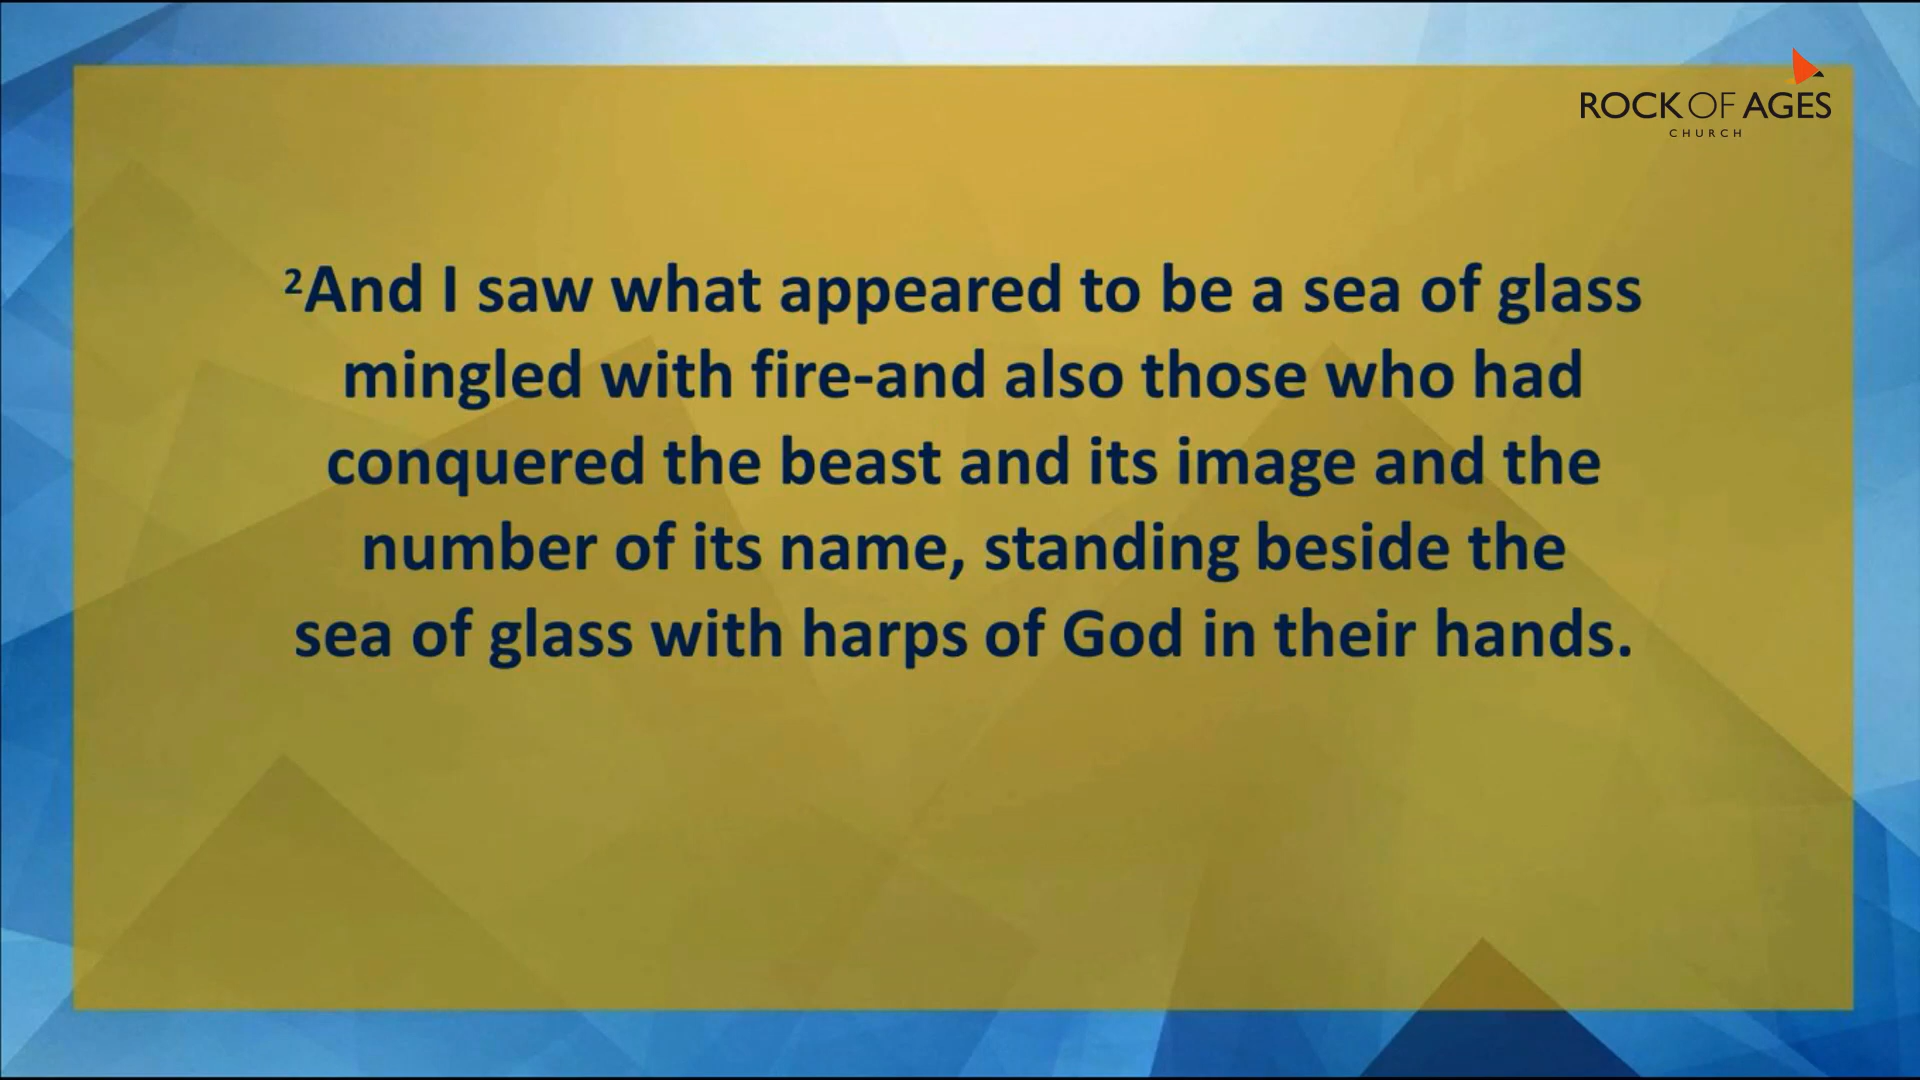 ROCK OF AGES
CHURCH
²And I saw what appeared to be a sea of glass
mingled with fire-and also those who had
conquered the beast and its image and the
number of its name, standing beside the
sea of glass with harps of God in their hands.